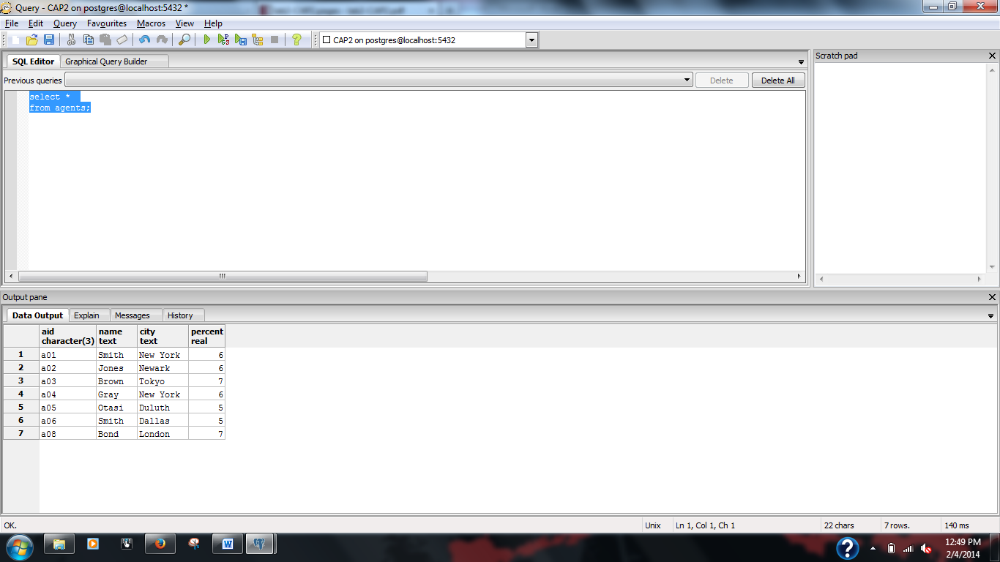 Query - CAP2 on postgres@localhost:5432 *
File Edit Query Favourites Macros View Help
CAP2 on postgres@localhost:5432
SQL Editor Graphical Query Builder
Scratch pad
Previous queries Delete Delete All
select *
from agents;
Output pane
Data Output Explain Messages History
aid name city percent
character(3) text text real
1 a01 Smith New York 6
2 a02 Jones Newark 6
3 a03 Brown Tokyo 7
4 a04 Gray New York 6
5 a05 Otasi Duluth 5
6 a06 Smith Dallas 5
7 a08 Bond London 7
OK. Unix Ln 1, Col 1, Ch 1 22 chars 7 rows. 140 ms
12:49 PM
2/4/2014